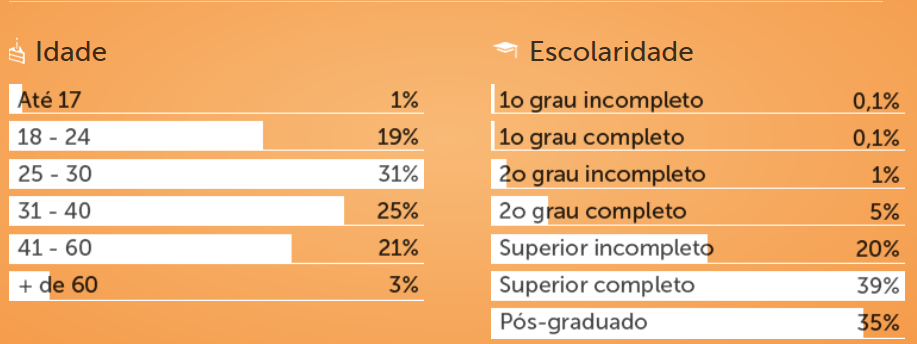 Idade
Até 17 1%
18 - 24 19%
25 - 30 31%
31 - 40 25%
41 - 60 21%
+ de 60 3%
Escolaridade
1o grau incompleto 0,1%
1o grau completo 0,1%
2o grau incompleto 1%
2o grau completo 5%
Superior incompleto 20%
Superior completo 39%
Pós-graduado 35%